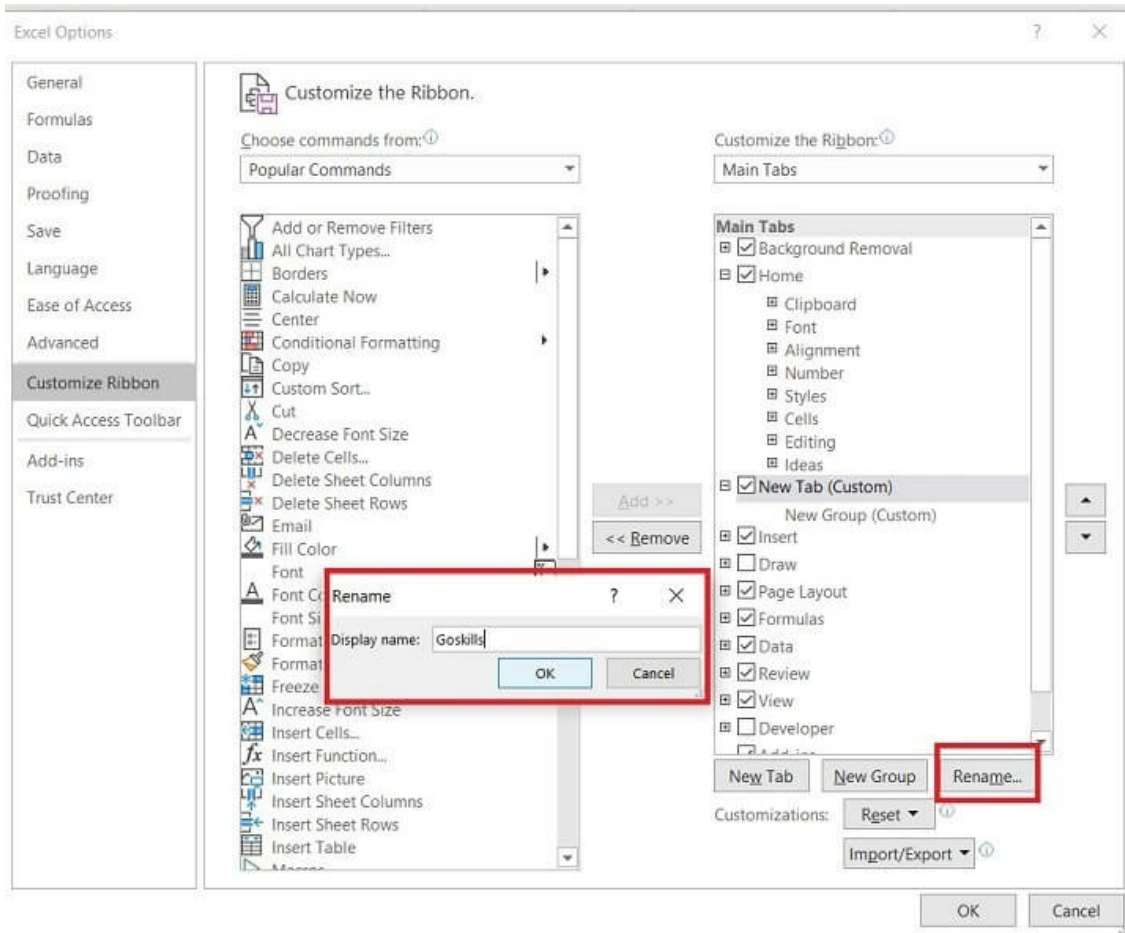 Excel Options
?
General
Formulas
Data
Proofing
Save
Language
Ease of Access
Advanced
Customize Ribbon
Quick Access Toolbar
Add-ins
Trust Center
Customize the Ribbon.
Choose commands from:
Popular Commands
Add or Remove Filters
All Chart Types...
Borders
Calculate Now
Center
Conditional Formatting
Copy
Custom Sort...
Cut
Decrease Font Size
Delete Cells...
Delete Sheet Columns
Delete Sheet Rows
Email
Fill Color
Font
Font Co
Font Si
Format
Format
Freeze
Increase Font Size
Insert Cells...
Insert Function...
Insert Picture
Insert Sheet Columns
Insert Sheet Rows
Insert Table
Macros
Add >>
<< Remove
Rename
?
Display name: Goskills
OK Cancel
Customize the Ribbon:
Main Tabs
Main Tabs
Background Removal
Home
Clipboard
Font
Alignment
Number
Styles
Cells
Editing
Ideas
New Tab (Custom)
New Group (Custom)
Insert
Draw
Page Layout
Formulas
Data
Review
View
Developer
Add-ins
New Tab New Group Rename...
Customizations: Reset
Import/Export
OK Cancel